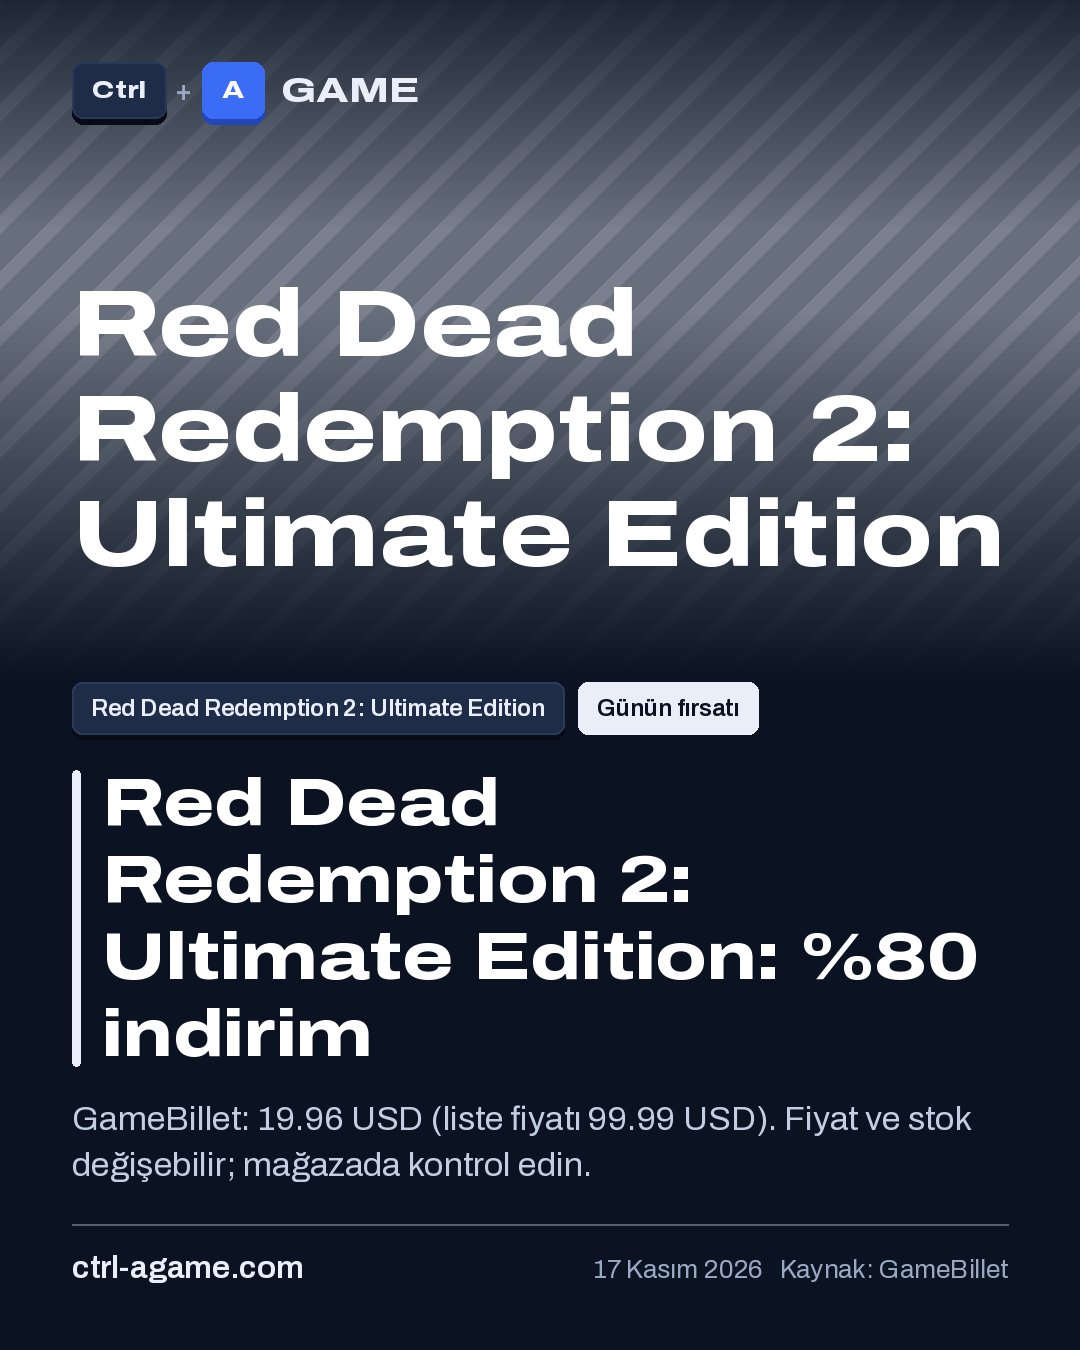 Ctrl + A GAME
Red Dead
Redemption 2:
Ultimate Edition
Red Dead Redemption 2: Ultimate Edition Günün fırsatı
Red Dead
Redemption 2:
Ultimate Edition: %80
indirim
GameBillet: 19.96 USD (liste fiyatı 99.99 USD). Fiyat ve stok
değişebilir; mağazada kontrol edin.
ctrl-agame.com 17 Kasım 2026 Kaynak: GameBillet